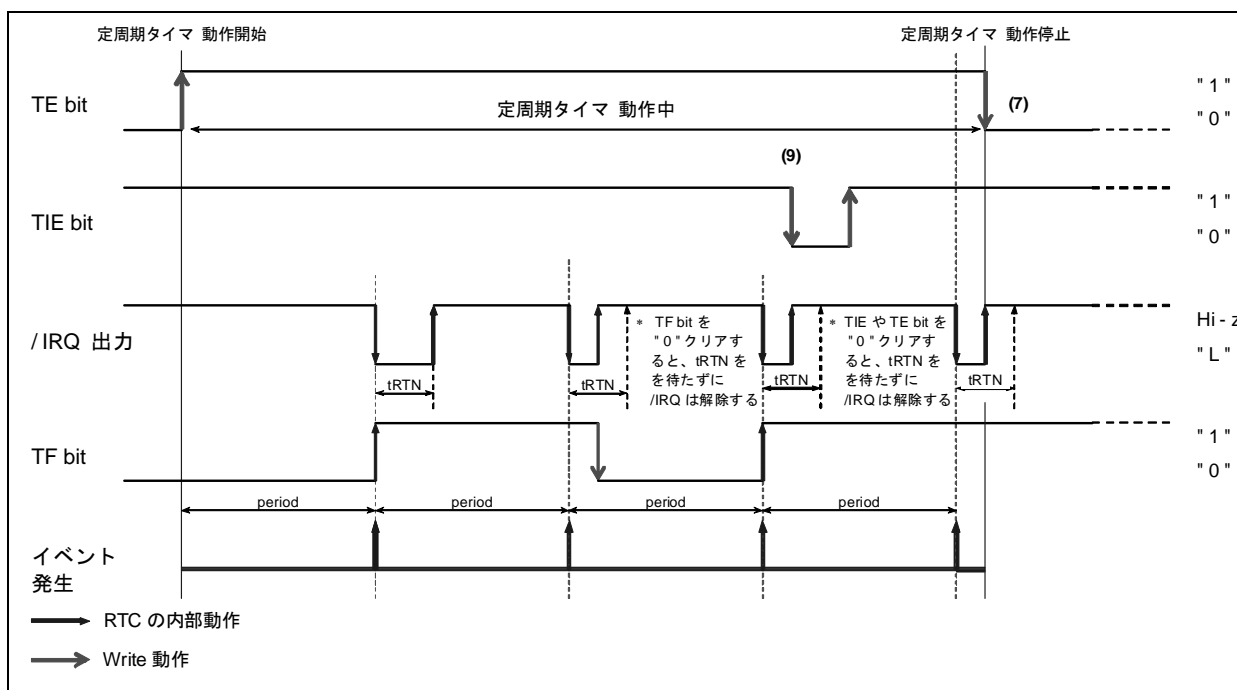 定周期タイマ 動作開始
定周期タイマ 動作停止
TE bit
定周期タイマ 動作中
(7)
" 1 "
" 0 "
(9)
TIE bit
" 1 "
" 0 "
/ IRQ 出力
tRTN
tRTN
* TF bit を
" 0 " クリアす
ると、tRTN を
を待たずに
/IRQ は解除する
tRTN
* TIE や TE bit を
" 0 " クリアす
ると、tRTN を
を待たずに
/IRQ は解除する
tRTN
Hi - z
" L "
TF bit
" 1 "
" 0 "
period
period
period
period
イベント
発生
RTC の内部動作
Write 動作